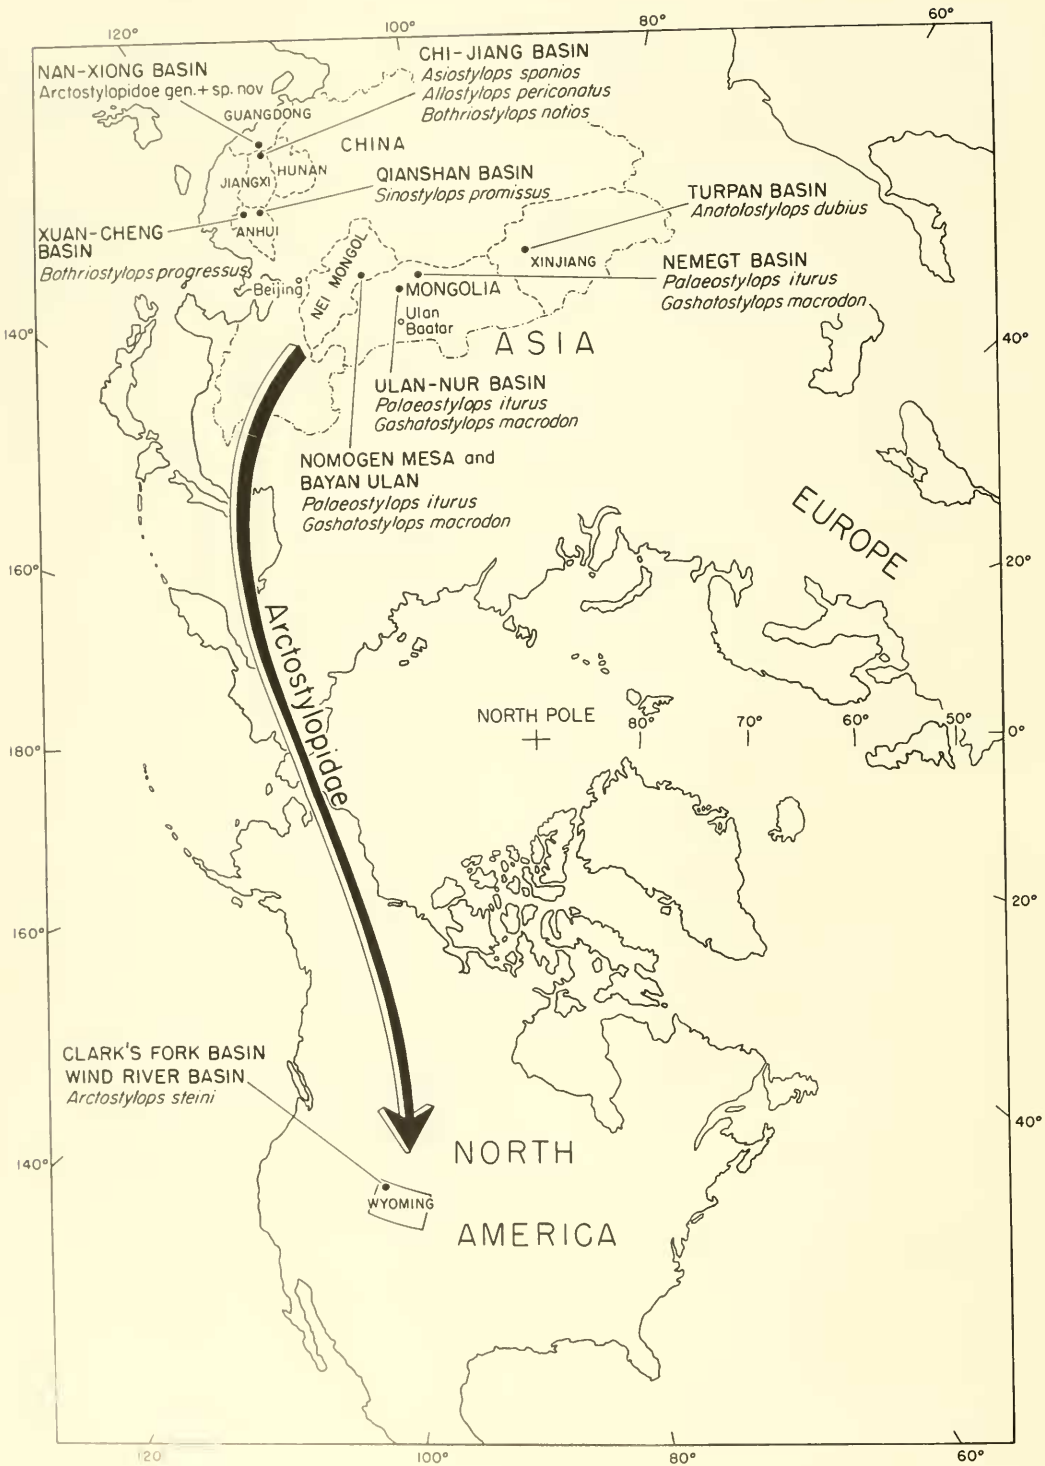 120°
100°
80°
60°
NAN-XIONG BASIN
Arctostylopidae gen. + sp. nov
CHI-JIANG BASIN
Asiostylops spanios
Allostylops periconatus
Bothriostylops notios
GUANGDONG
CHINA
HUNAN
JIANGXI
QIANSHAN BASIN
Sinostylops promissus
TURPAN BASIN
Anatolostylops dubius
XUAN-CHENG
BASIN
Bothriostylops progressus
ANHUI
NEI MONGOL
XINJIANG
NEMEGT BASIN
Palaeostylops iturus
Gashatostylops macrodon
Beijing
MONGOLIA
Ulan
Baatar
140°
ASIA
40°
ULAN-NUR BASIN
Palaeostylops iturus
Gashatostylops macrodon
NOMOGEN MESA and
BAYAN ULAN
Palaeostylops iturus
Gashatostylops macrodon
EUROPE
160°
20°
Arctostylopidae
NORTH POLE
80°
70°
60°
50°
180°
0°
20°
160°
CLARK'S FORK BASIN
WIND RIVER BASIN
Arctostylops steini
40°
NORTH
140°
WYOMING
AMERICA
120°
100°
80°
60°